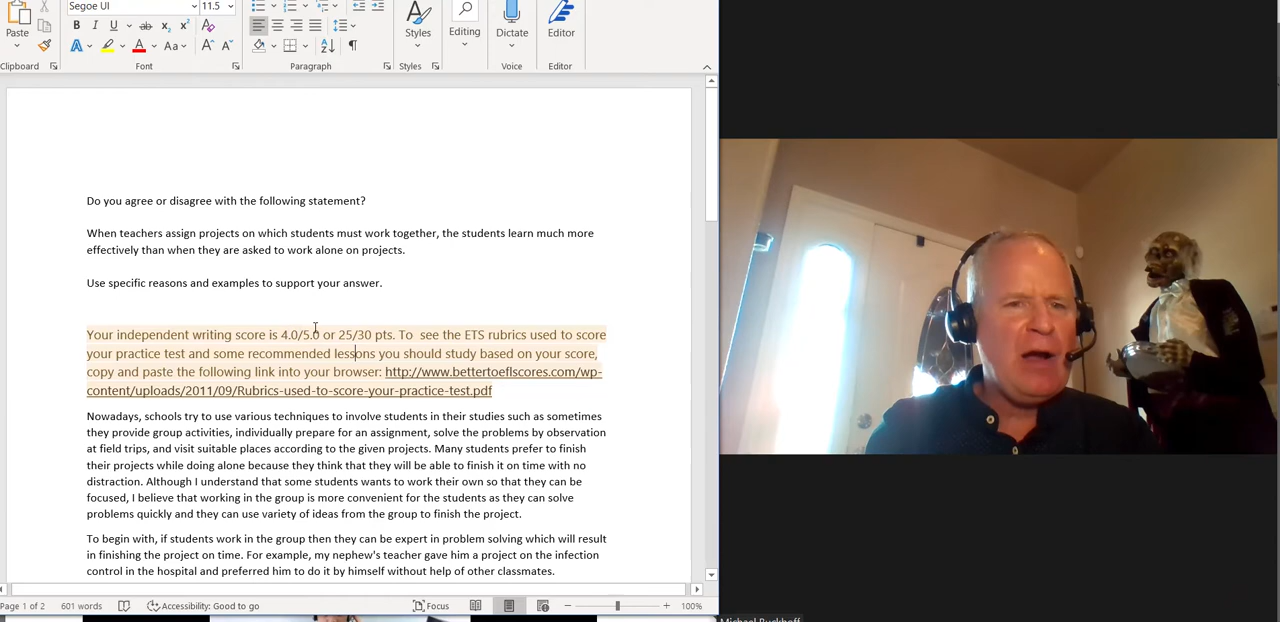 Segoe UI 11.5
Paste
B I U ab x₂ x²
A A Aa A A
Styles
Editing
Dictate
Editor
Clipboard Font Paragraph Styles Voice Editor
Do you agree or disagree with the following statement?
When teachers assign projects on which students must work together, the students learn much more
effectively than when they are asked to work alone on projects.
Use specific reasons and examples to support your answer.
Your independent writing score is 4.0/5.0 or 25/30 pts. To see the ETS rubrics used to score
your practice test and some recommended lessons you should study based on your score,
copy and paste the following link into your browser: http://www.bettertoeflscores.com/wp-
content/uploads/2011/09/Rubrics-used-to-score-your-practice-test.pdf
Nowadays, schools try to use various techniques to involve students in their studies such as sometimes
they provide group activities, individually prepare for an assignment, solve the problems by observation
at field trips, and visit suitable places according to the given projects. Many students prefer to finish
their projects while doing alone because they think that they will be able to finish it on time with no
distraction. Although I understand that some students wants to work their own so that they can be
focused, I believe that working in the group is more convenient for the students as they can solve
problems quickly and they can use variety of ideas from the group to finish the project.
To begin with, if students work in the group then they can be expert in problem solving which will result
in finishing the project on time. For example, my nephew's teacher gave him a project on the infection
control in the hospital and preferred him to do it by himself without help of other classmates.
Page 1 of 2 601 words Accessibility: Good to go Focus 100%
Michael Buckhoff